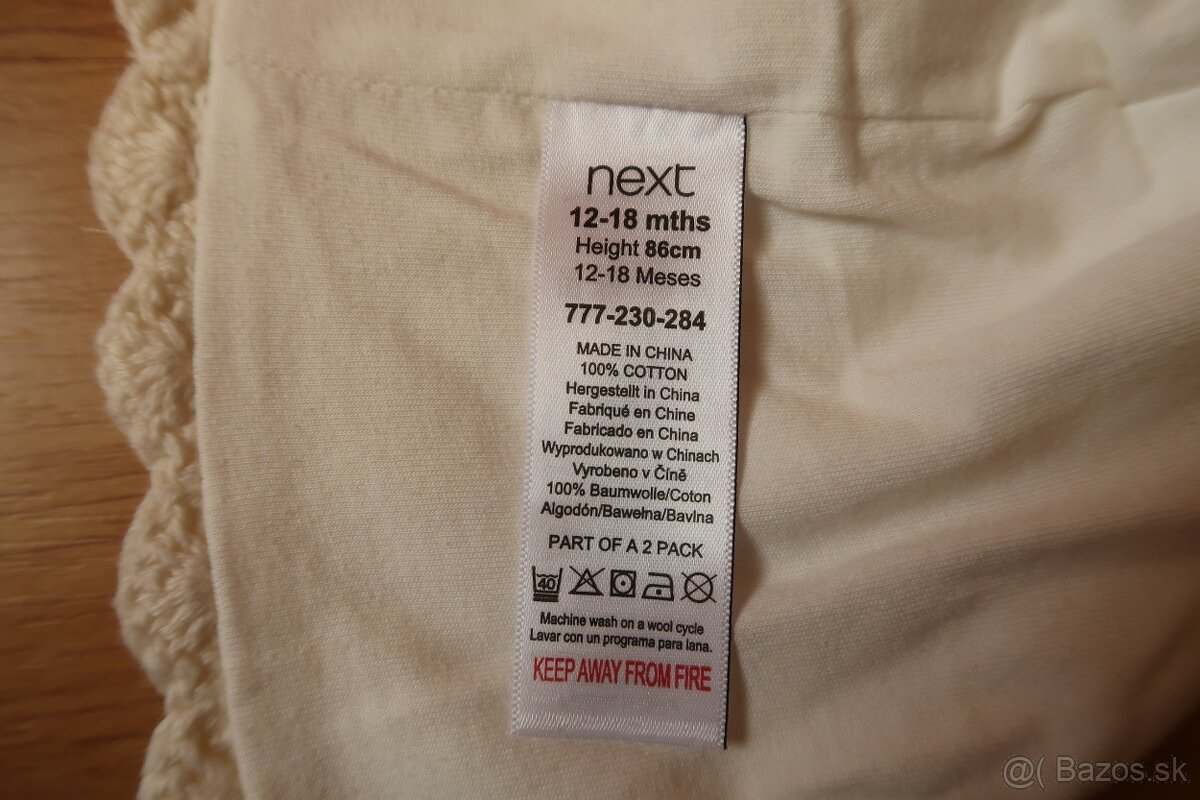 next
12-18 mths
Height 86cm
12-18 Meses
777-230-284
MADE IN CHINA
100% COTTON
Hergestellt in China
Fabriqué en Chine
Fabricado en China
Wyprodukowano w Chinach
Vyrobeno v Číně
100% Baumwolle/Coton
Algodón/Bawełna/Bavlna
PART OF A 2 PACK
40
Machine wash on a wool cycle
Lavar con un programa para lana.
KEEP AWAY FROM FIRE
@( Bazos.sk